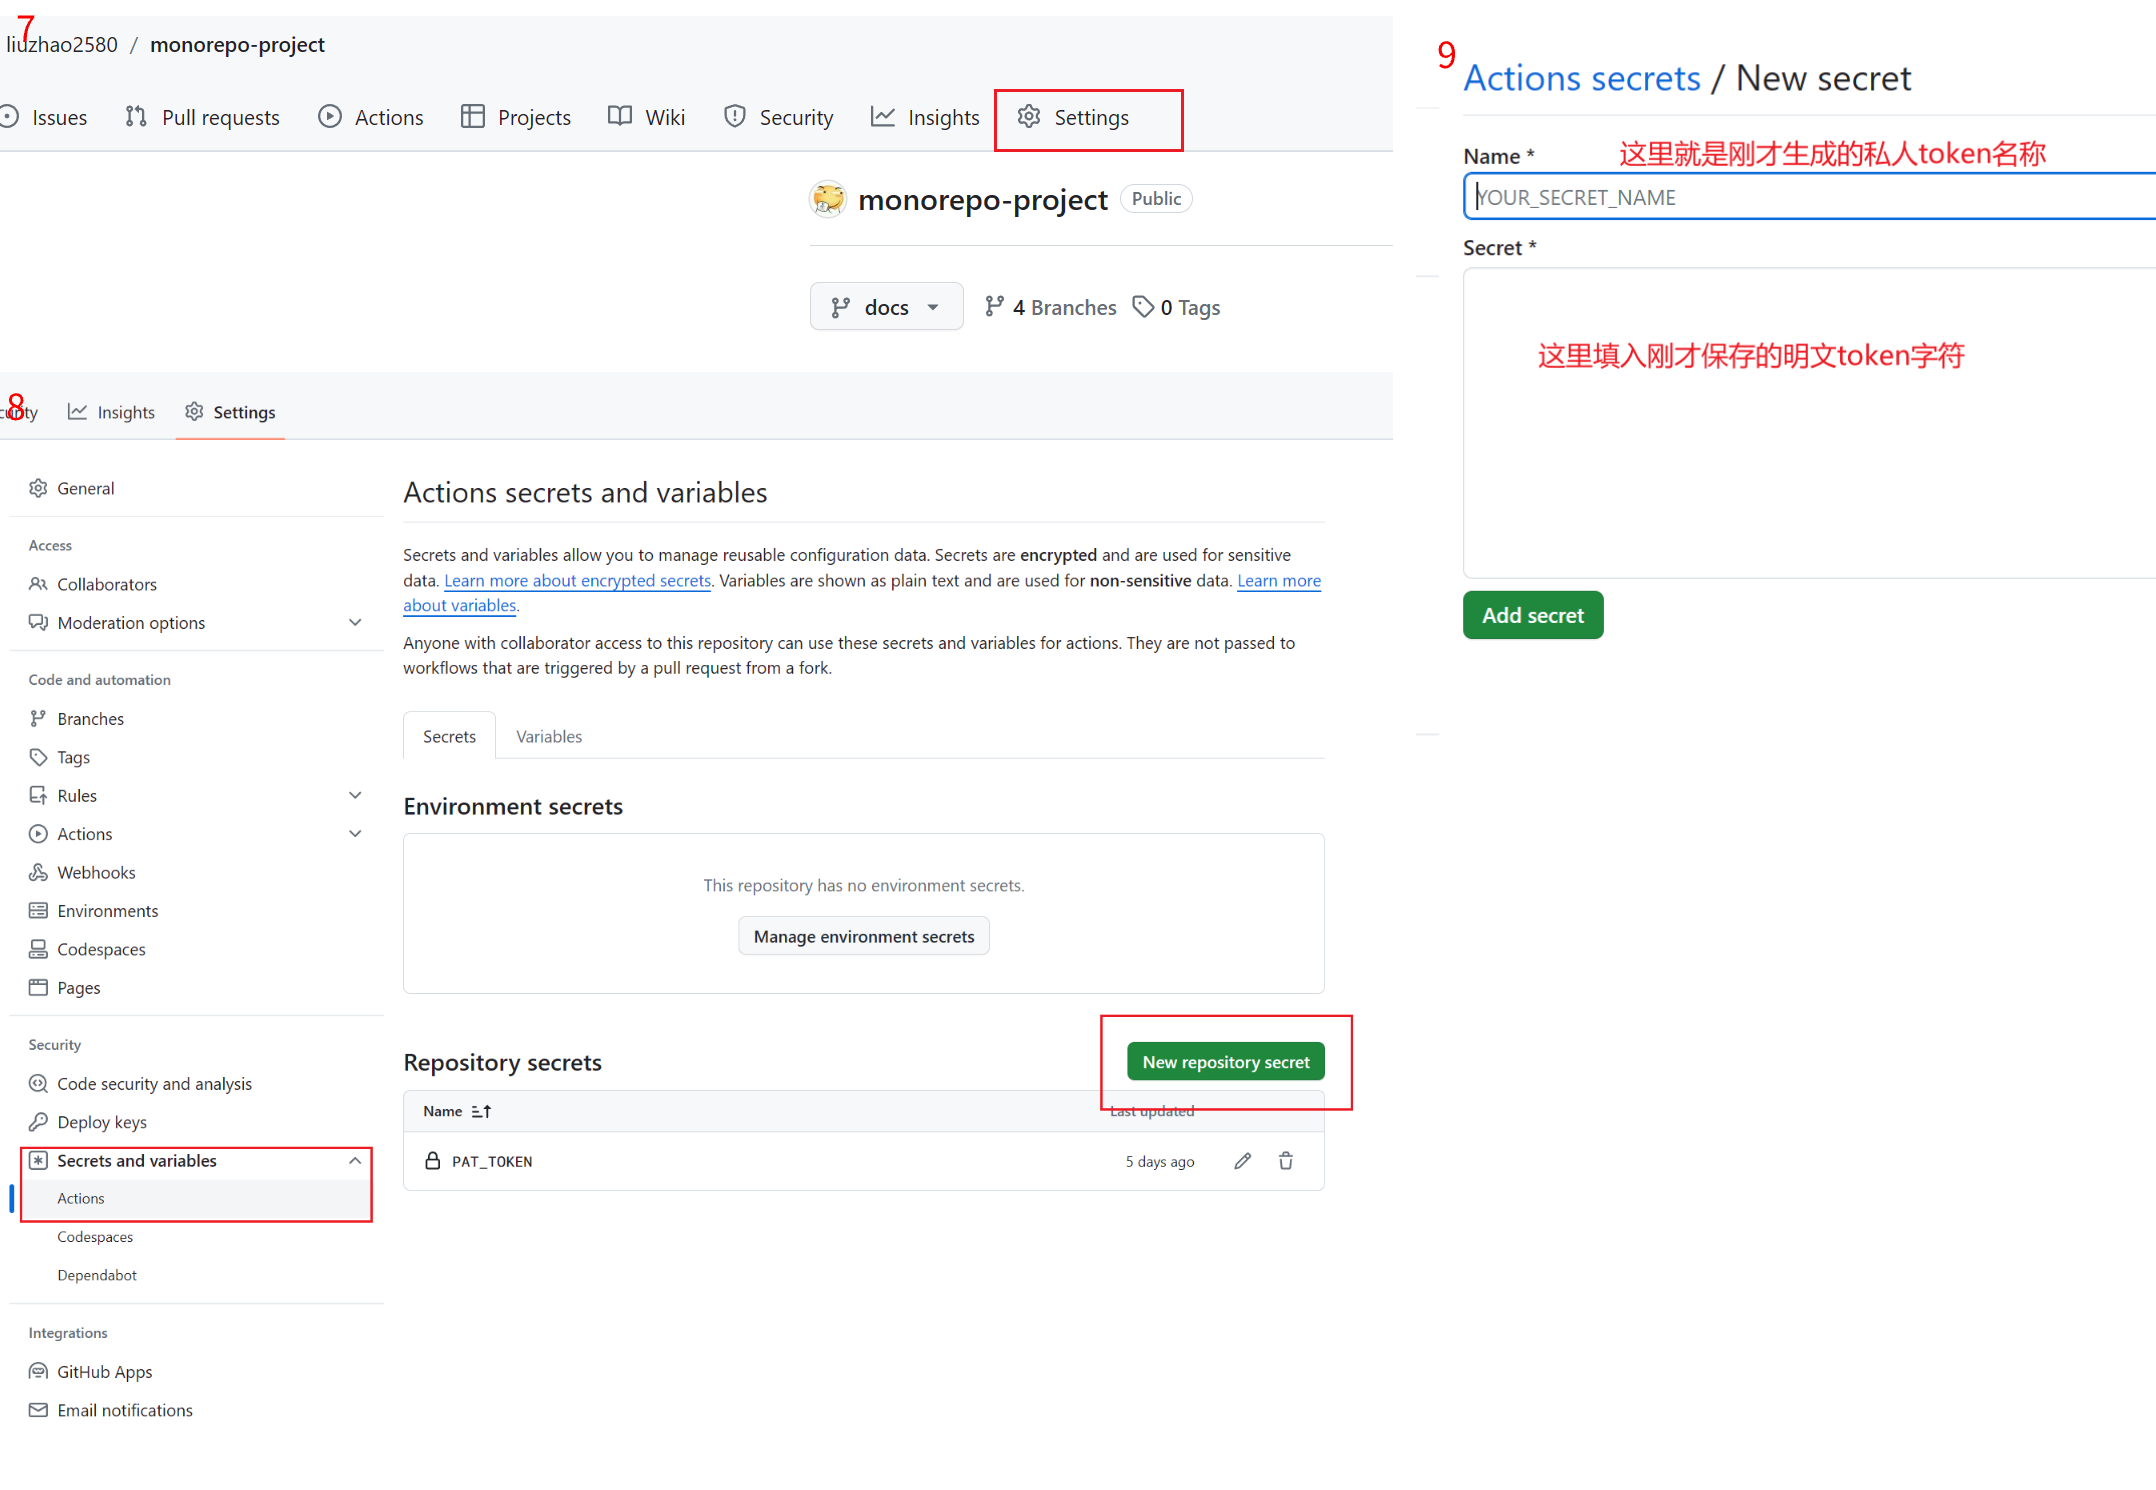 7
liuzhao2580 / monorepo-project
Issues
Pull requests
Actions
Projects
Wiki
Security
Insights
Settings
monorepo-project
Public
docs
4 Branches
0 Tags
8
curity
Insights
Settings
General
Access
Collaborators
Moderation options
Code and automation
Branches
Tags
Rules
Actions
Webhooks
Environments
Codespaces
Pages
Security
Code security and analysis
Deploy keys
Secrets and variables
Actions
Codespaces
Dependabot
Integrations
GitHub Apps
Email notifications
Actions secrets and variables
Secrets and variables allow you to manage reusable configuration data. Secrets are encrypted and are used for sensitive
data. Learn more about encrypted secrets. Variables are shown as plain text and are used for non-sensitive data. Learn more
about variables.
Anyone with collaborator access to this repository can use these secrets and variables for actions. They are not passed to
workflows that are triggered by a pull request from a fork.
Secrets
Variables
Environment secrets
This repository has no environment secrets.
Manage environment secrets
Repository secrets
New repository secret
Name
Last updated
PAT_TOKEN
5 days ago
9
Actions secrets / New secret
Name *
这里就是刚才生成的私人token名称
YOUR_SECRET_NAME
Secret *
这里填入刚才保存的明文token字符
Add secret